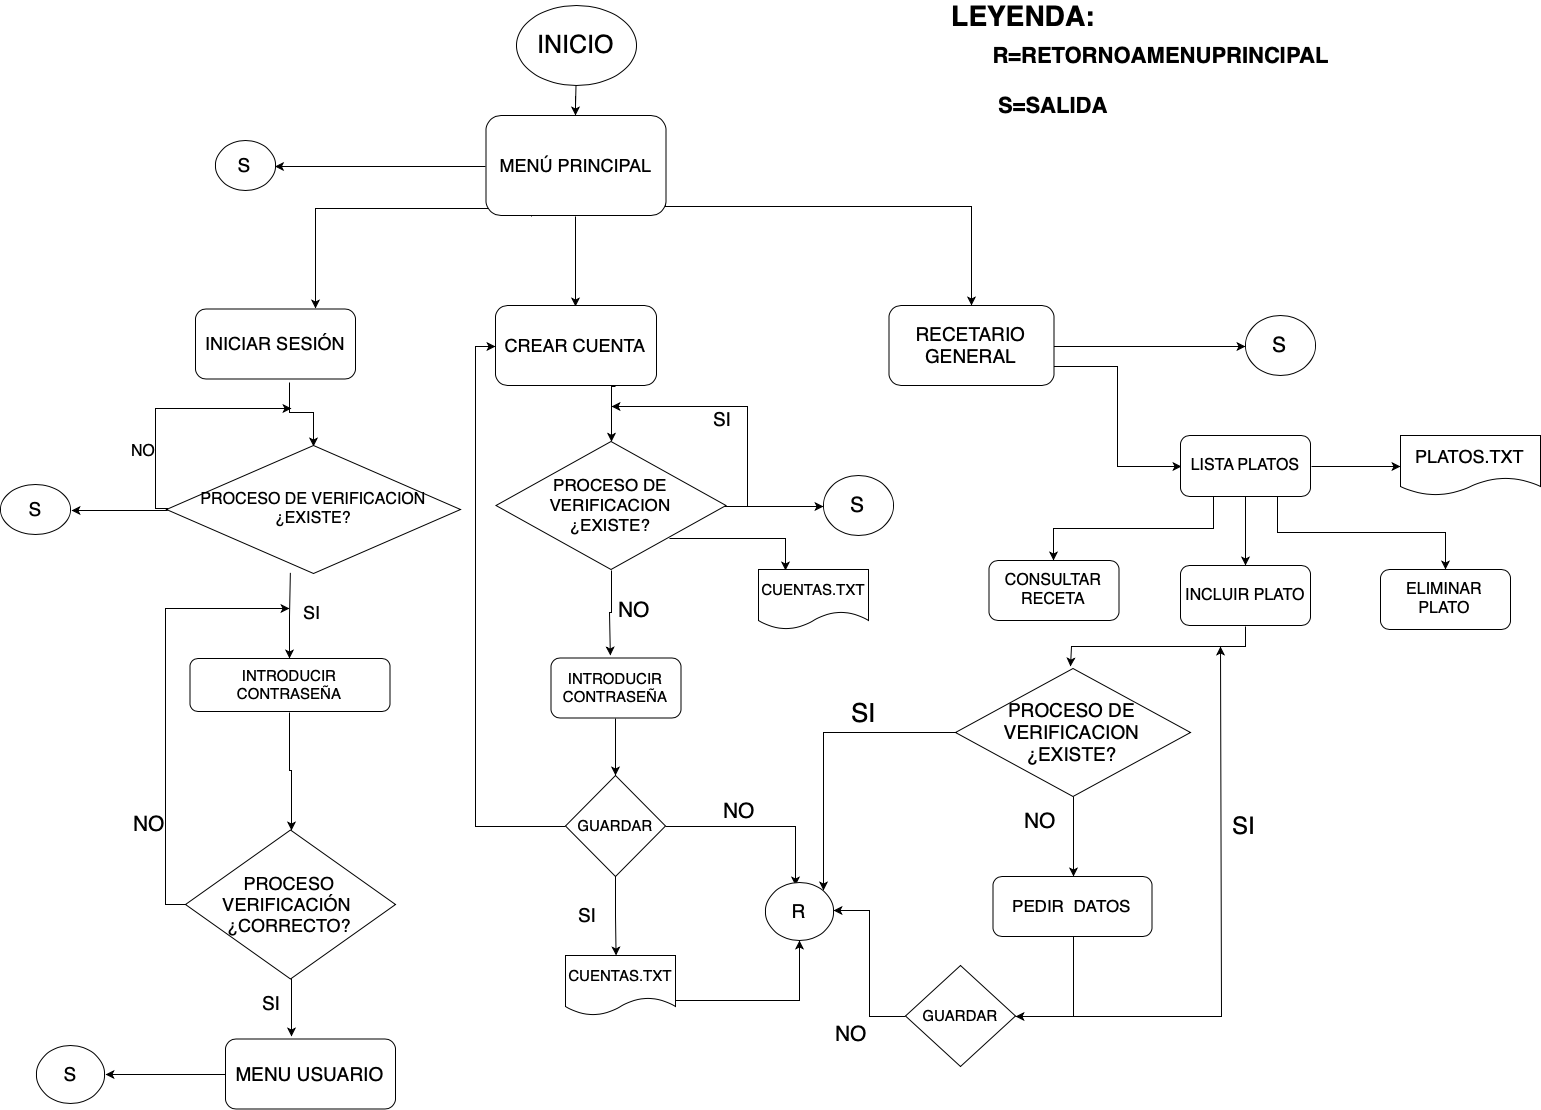 LEYENDA:
R=RETORNOAMENUPRINCIPAL
S=SALIDA
INICIO
MENÚ PRINCIPAL
S
INICIAR SESIÓN
CREAR CUENTA
RECETARIO
GENERAL
S
NO
SI
PROCESO DE VERIFICACION
¿EXISTE?
S
PROCESO DE
VERIFICACION
¿EXISTE?
S
LISTA PLATOS
PLATOS.TXT
CUENTAS.TXT
CONSULTAR
RECETA
INCLUIR PLATO
ELIMINAR
PLATO
SI
NO
INTRODUCIR
CONTRASEÑA
INTRODUCIR
CONTRASEÑA
SI
PROCESO DE
VERIFICACION
¿EXISTE?
NO
GUARDAR
NO
NO
SI
PROCESO
VERIFICACIÓN
¿CORRECTO?
SI
R
PEDIR DATOS
SI
CUENTAS.TXT
GUARDAR
NO
S
MENU USUARIO